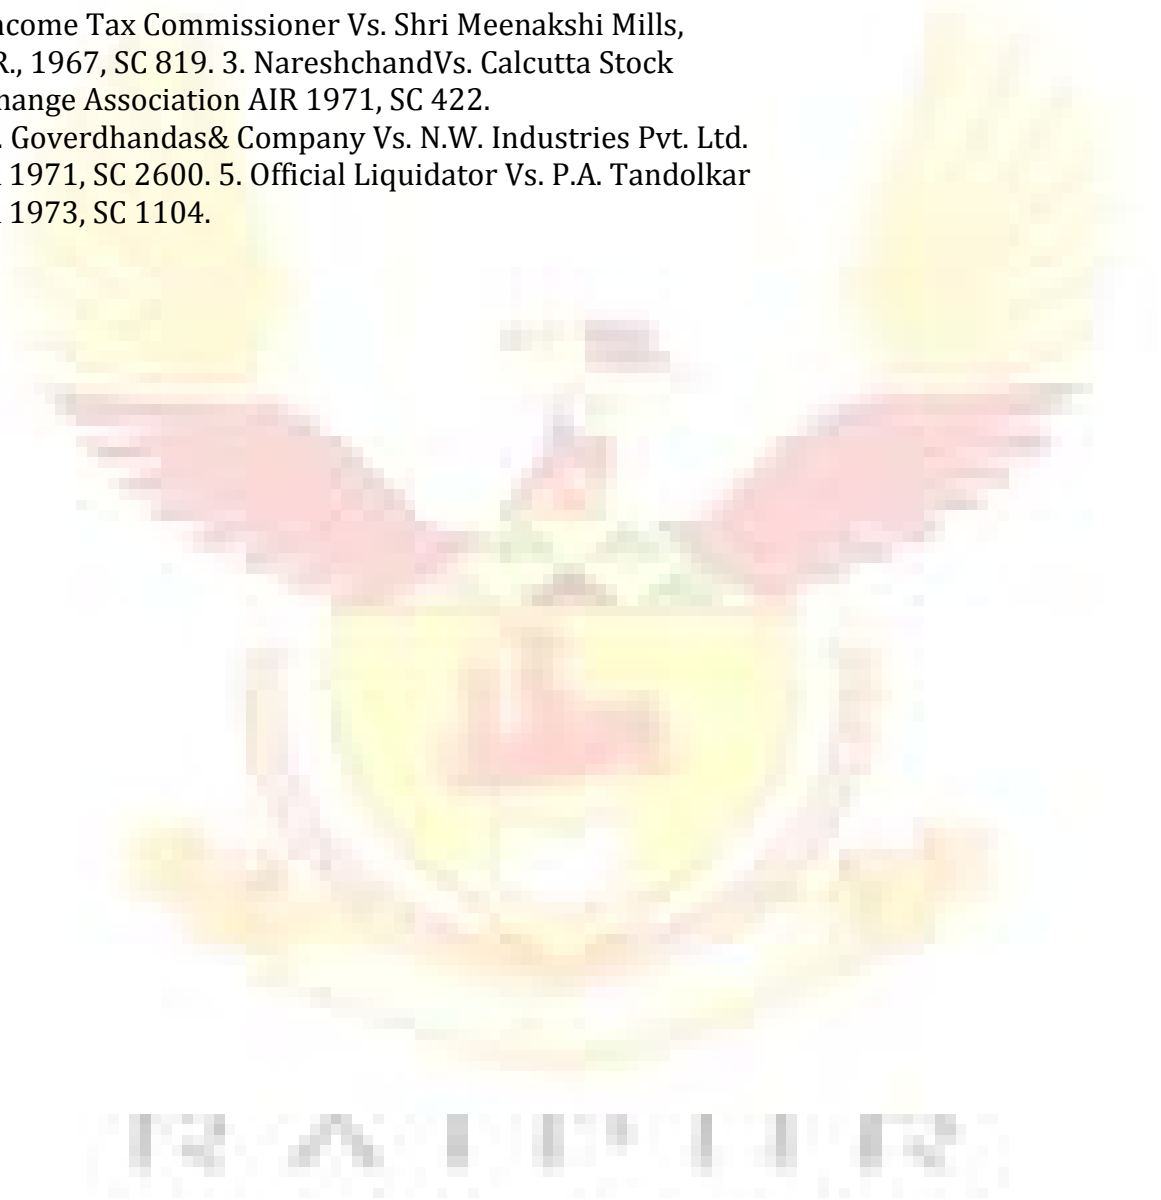 ncome Tax Commissioner Vs. Shri Meenakshi Mills,
R., 1967, SC 819. 3. NareshchandVs. Calcutta Stock
hange Association AIR 1971, SC 422.
. Goverdhandas& Company Vs. N.W. Industries Pvt. Ltd.
1971, SC 2600. 5. Official Liquidator Vs. P.A. Tandolkar
1973, SC 1104.
RAIPUR